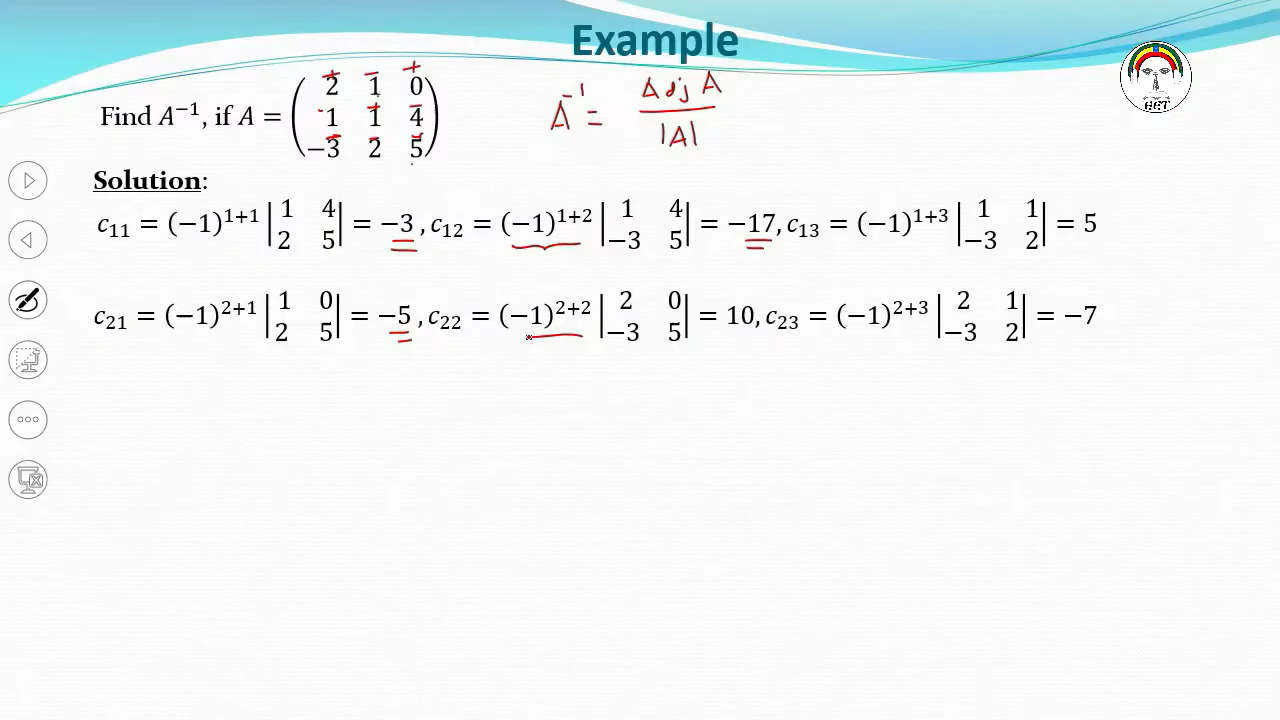 Example
Find A⁻¹, if A = ( 2 1 0
1 1 4
−3 2 5 )
A⁻¹ = Adj A / |A|
Solution:
c₁₁ = (−1)¹⁺¹ |1 4; 2 5| = −3, c₁₂ = (−1)¹⁺² |1 4; −3 5| = −17, c₁₃ = (−1)¹⁺³ |1 1; −3 2| = 5
c₂₁ = (−1)²⁺¹ |1 0; 2 5| = −5, c₂₂ = (−1)²⁺² |2 0; −3 5| = 10, c₂₃ = (−1)²⁺³ |2 1; −3 2| = −7